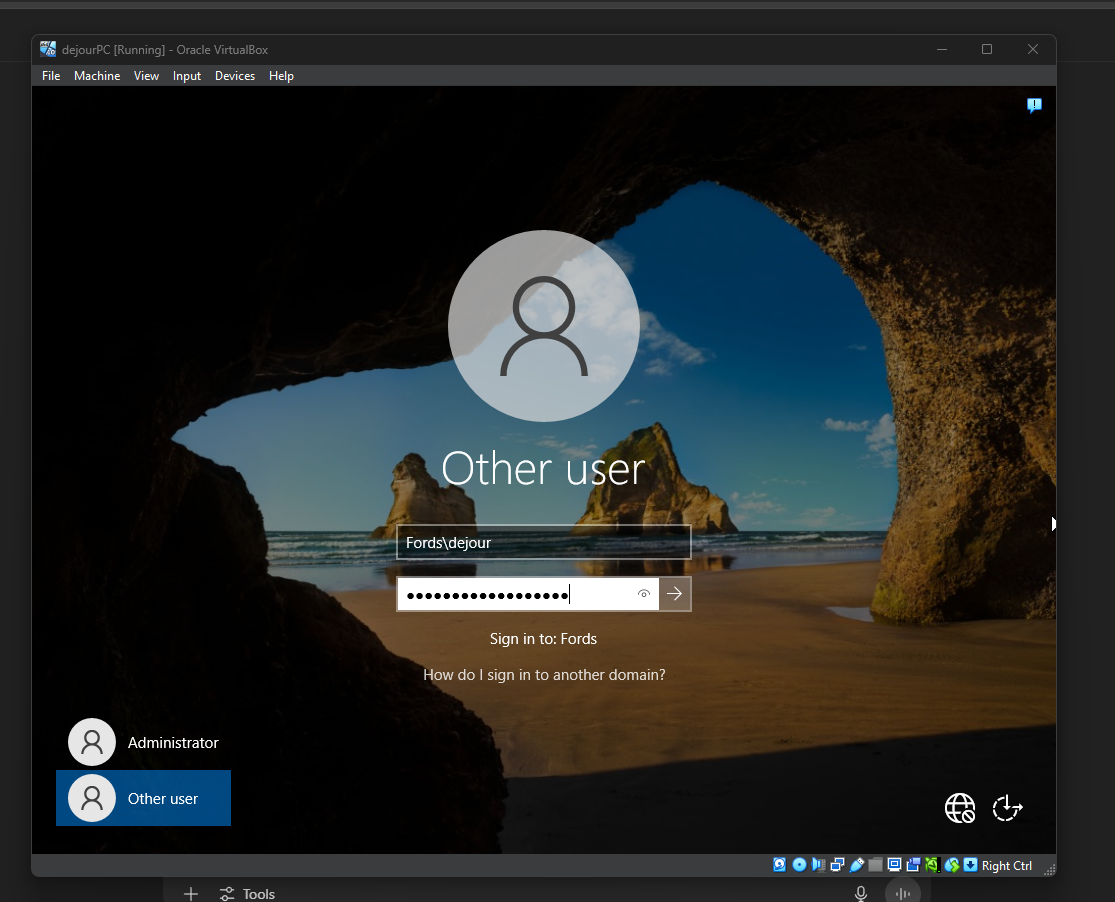 dejourPC [Running] - Oracle VirtualBox
File Machine View Input Devices Help
Other user
Fords\dejour
Sign in to: Fords
How do I sign in to another domain?
Administrator
Other user
Right Ctrl
Tools